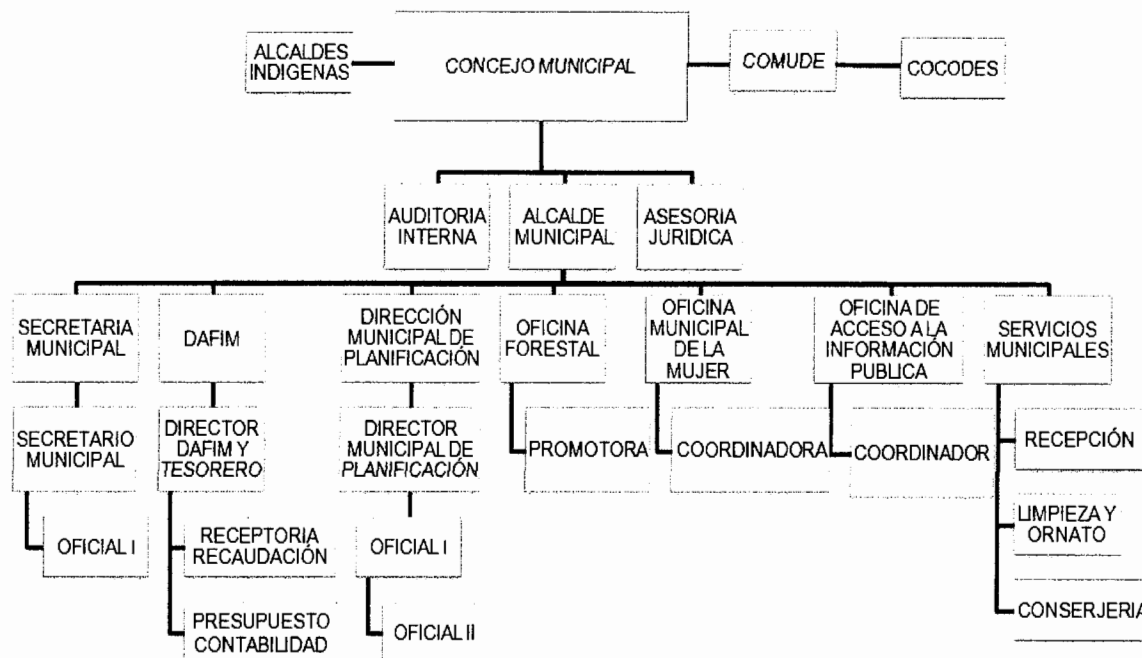 ALCALDES
INDIGENAS
CONCEJO MUNICIPAL
COMUDE
COCODES
AUDITORIA
INTERNA
ALCALDE
MUNICIPAL
ASESORIA
JURIDICA
SECRETARIA
MUNICIPAL
DAFIM
DIRECCIÓN
MUNICIPAL DE
PLANIFICACIÓN
OFICINA
FORESTAL
OFICINA
MUNICIPAL
DE LA
MUJER
OFICINA DE
ACCESO A LA
INFORMACIÓN
PUBLICA
SERVICIOS
MUNICIPALES
SECRETARIO
MUNICIPAL
DIRECTOR
DAFIM Y
TESORERO
DIRECTOR
MUNICIPAL DE
PLANIFICACIÓN
PROMOTORA
COORDINADORA
COORDINADOR
RECEPCIÓN
OFICIAL I
RECEPTORIA
RECAUDACIÓN
OFICIAL I
LIMPIEZA Y
ORNATO
PRESUPUESTO
CONTABILIDAD
OFICIAL II
CONSERJERIA